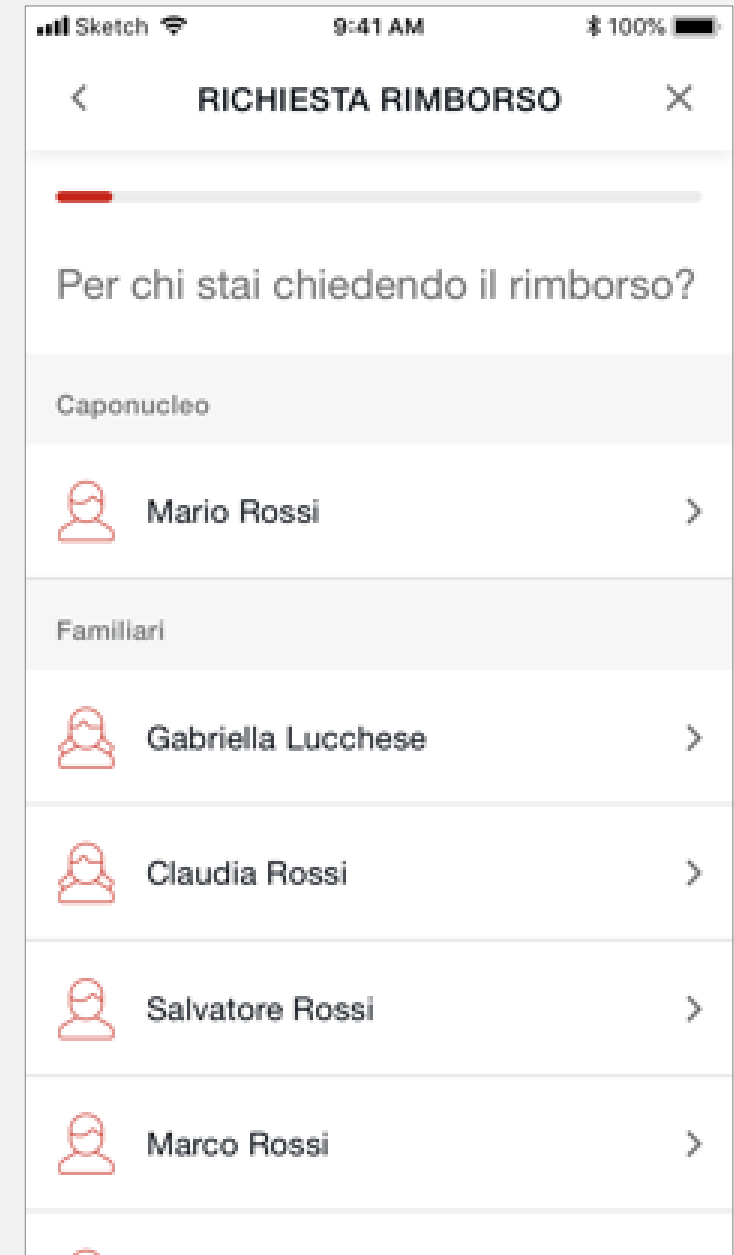 Sketch 9:41 AM 100%
RICHIESTA RIMBORSO
Per chi stai chiedendo il rimborso?
Caponucleo
Mario Rossi
Familiari
Gabriella Lucchese
Claudia Rossi
Salvatore Rossi
Marco Rossi